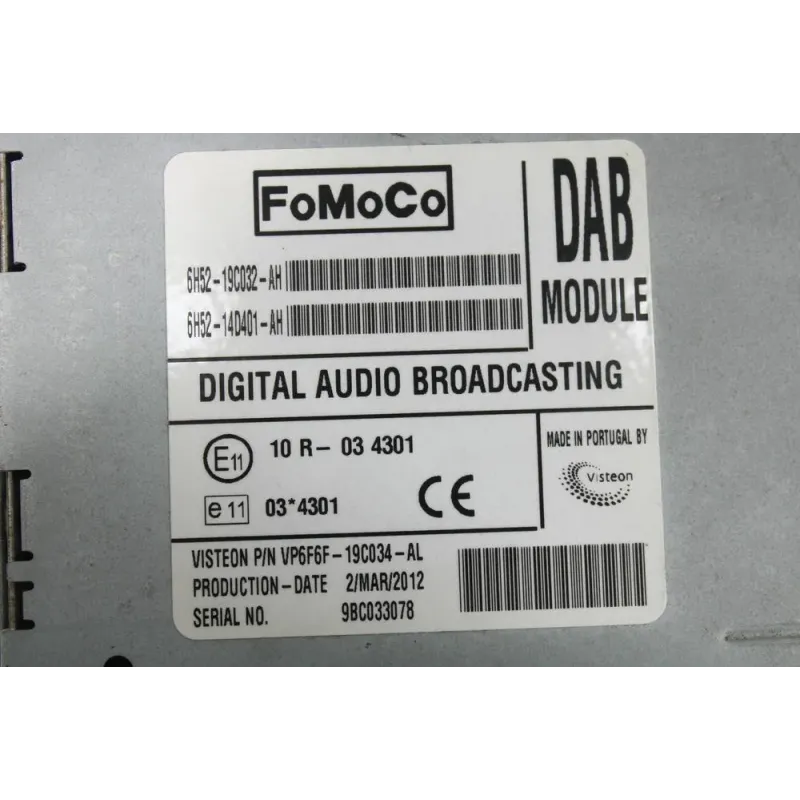 FoMoCo
DAB
MODULE
6H52-19C032-AH
6H52-14D401-AH
DIGITAL AUDIO BROADCASTING
E11 10 R- 03 4301
e 11 03*4301 CE
MADE IN PORTUGAL BY
Visteon
VISTEON P/N VP6F6F-19C034-AL
PRODUCTION-DATE 2/MAR/2012
SERIAL NO. 9BC033078